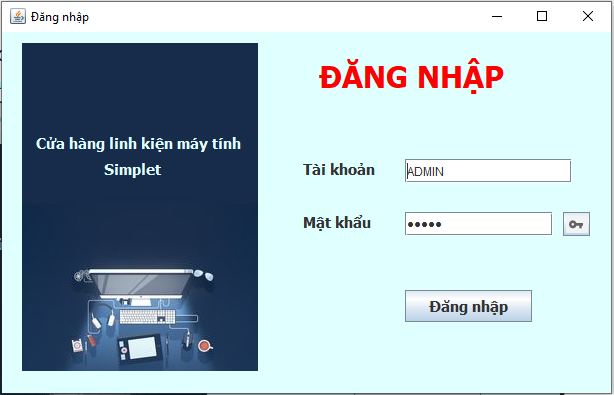 Đăng nhập
ĐĂNG NHẬP
Cửa hàng linh kiện máy tính
Simplet
Tài khoản
ADMIN
Mật khẩu
•••••
Đăng nhập